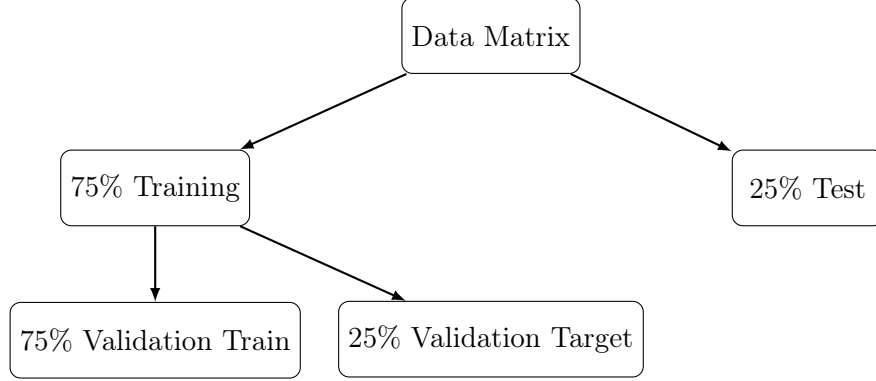 Data Matrix
75% Training
25% Test
75% Validation Train
25% Validation Target